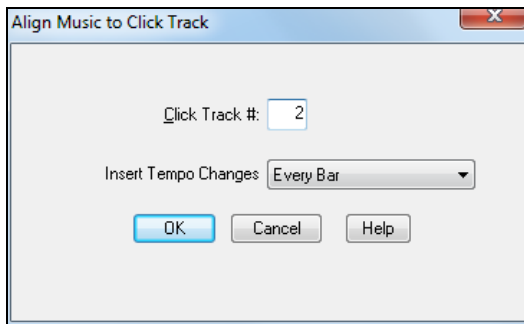 Align Music to Click Track
Click Track #: 2
Insert Tempo Changes Every Bar
OK Cancel Help